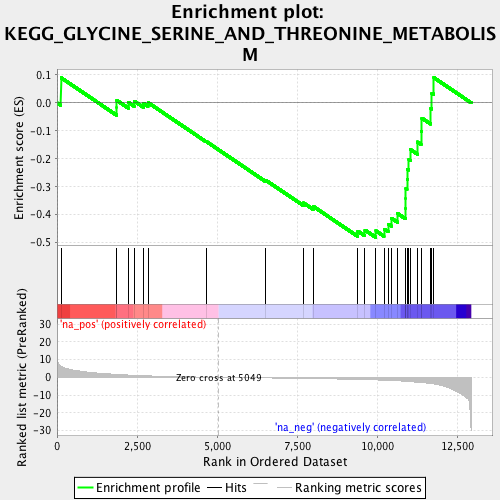 Enrichment plot:
KEGG_GLYCINE_SERINE_AND_THREONINE_METABOLIS
M
Enrichment score (ES)
0.1
0.0
-0.1
-0.2
-0.3
-0.4
-0.5
'na_pos' (positively correlated)
Ranked list metric (PreRanked)
30
20
10
0
-10
-20
-30
Zero cross at 5049
'na_neg' (negatively correlated)
0
2,500
5,000
7,500
10,000
12,500
Rank in Ordered Dataset
Enrichment profile
Hits
Ranking metric scores